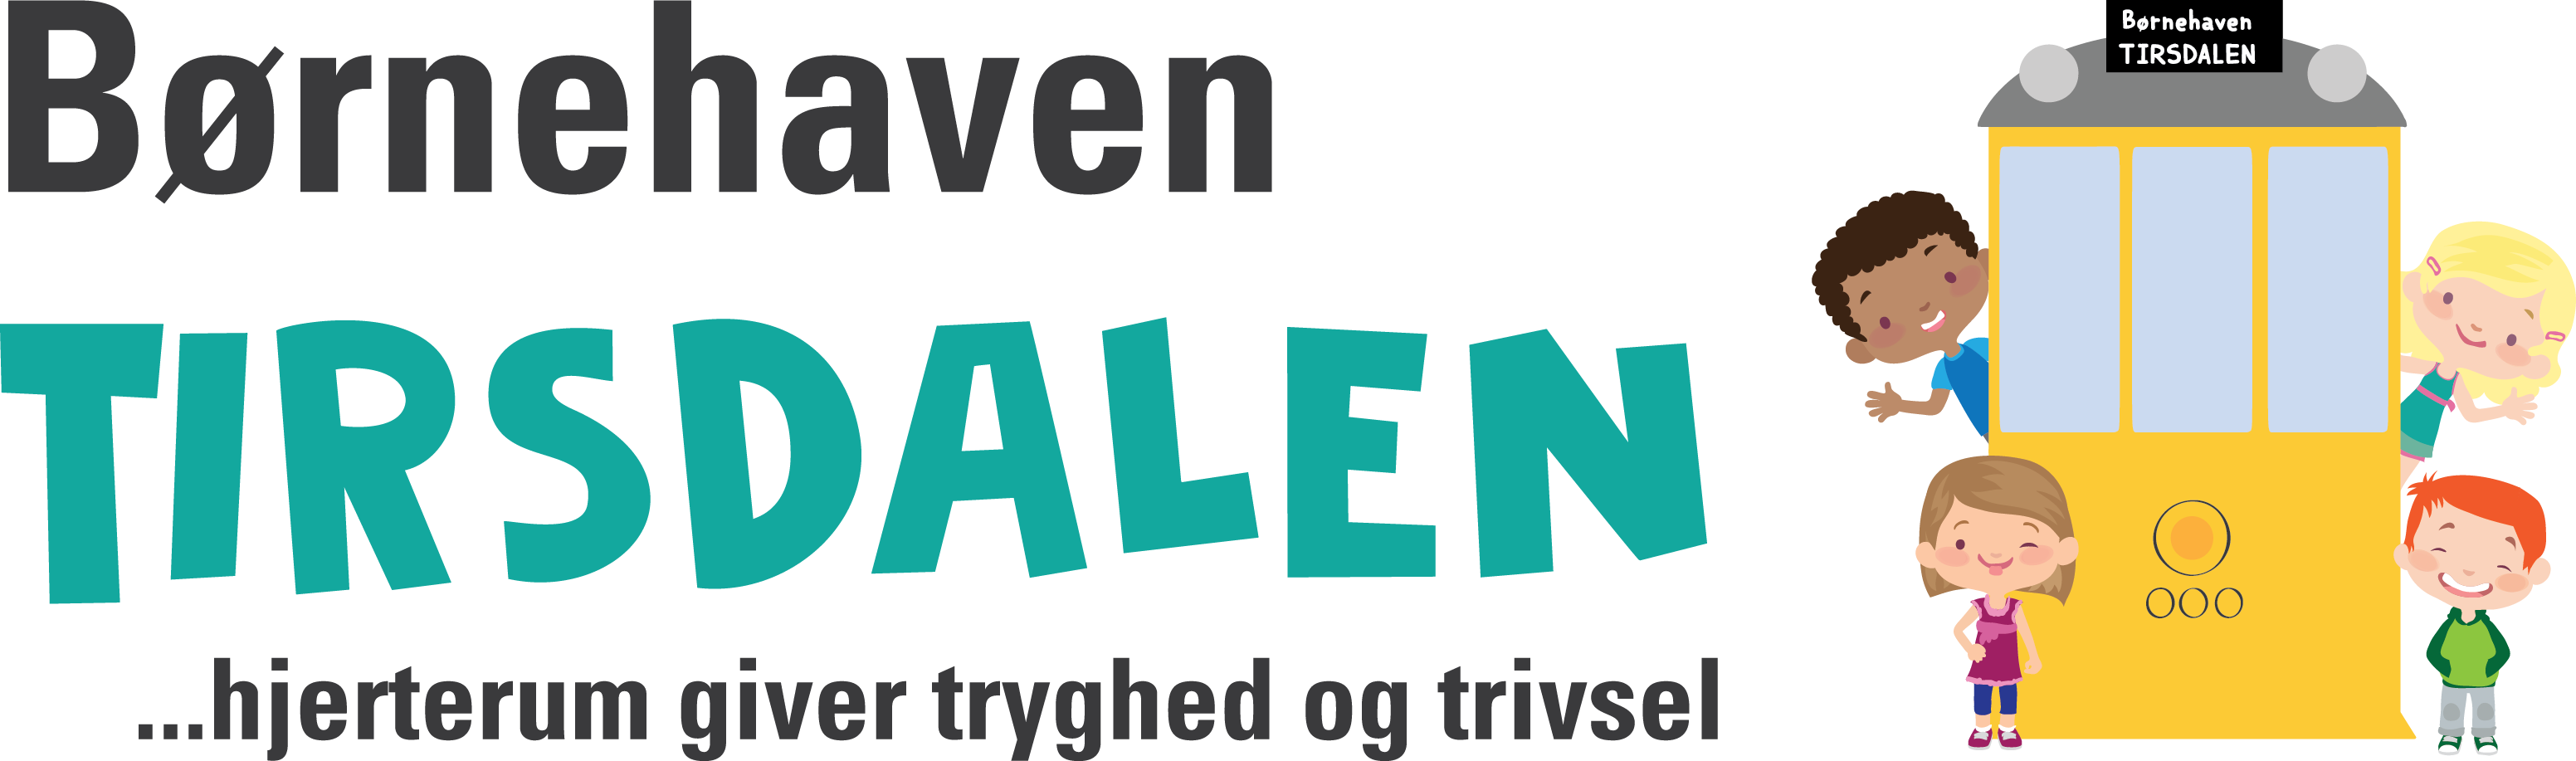 Børnehaven
TIRSDALEN
...hjerterum giver tryghed og trivsel
Børnehaven
TIRSDALEN